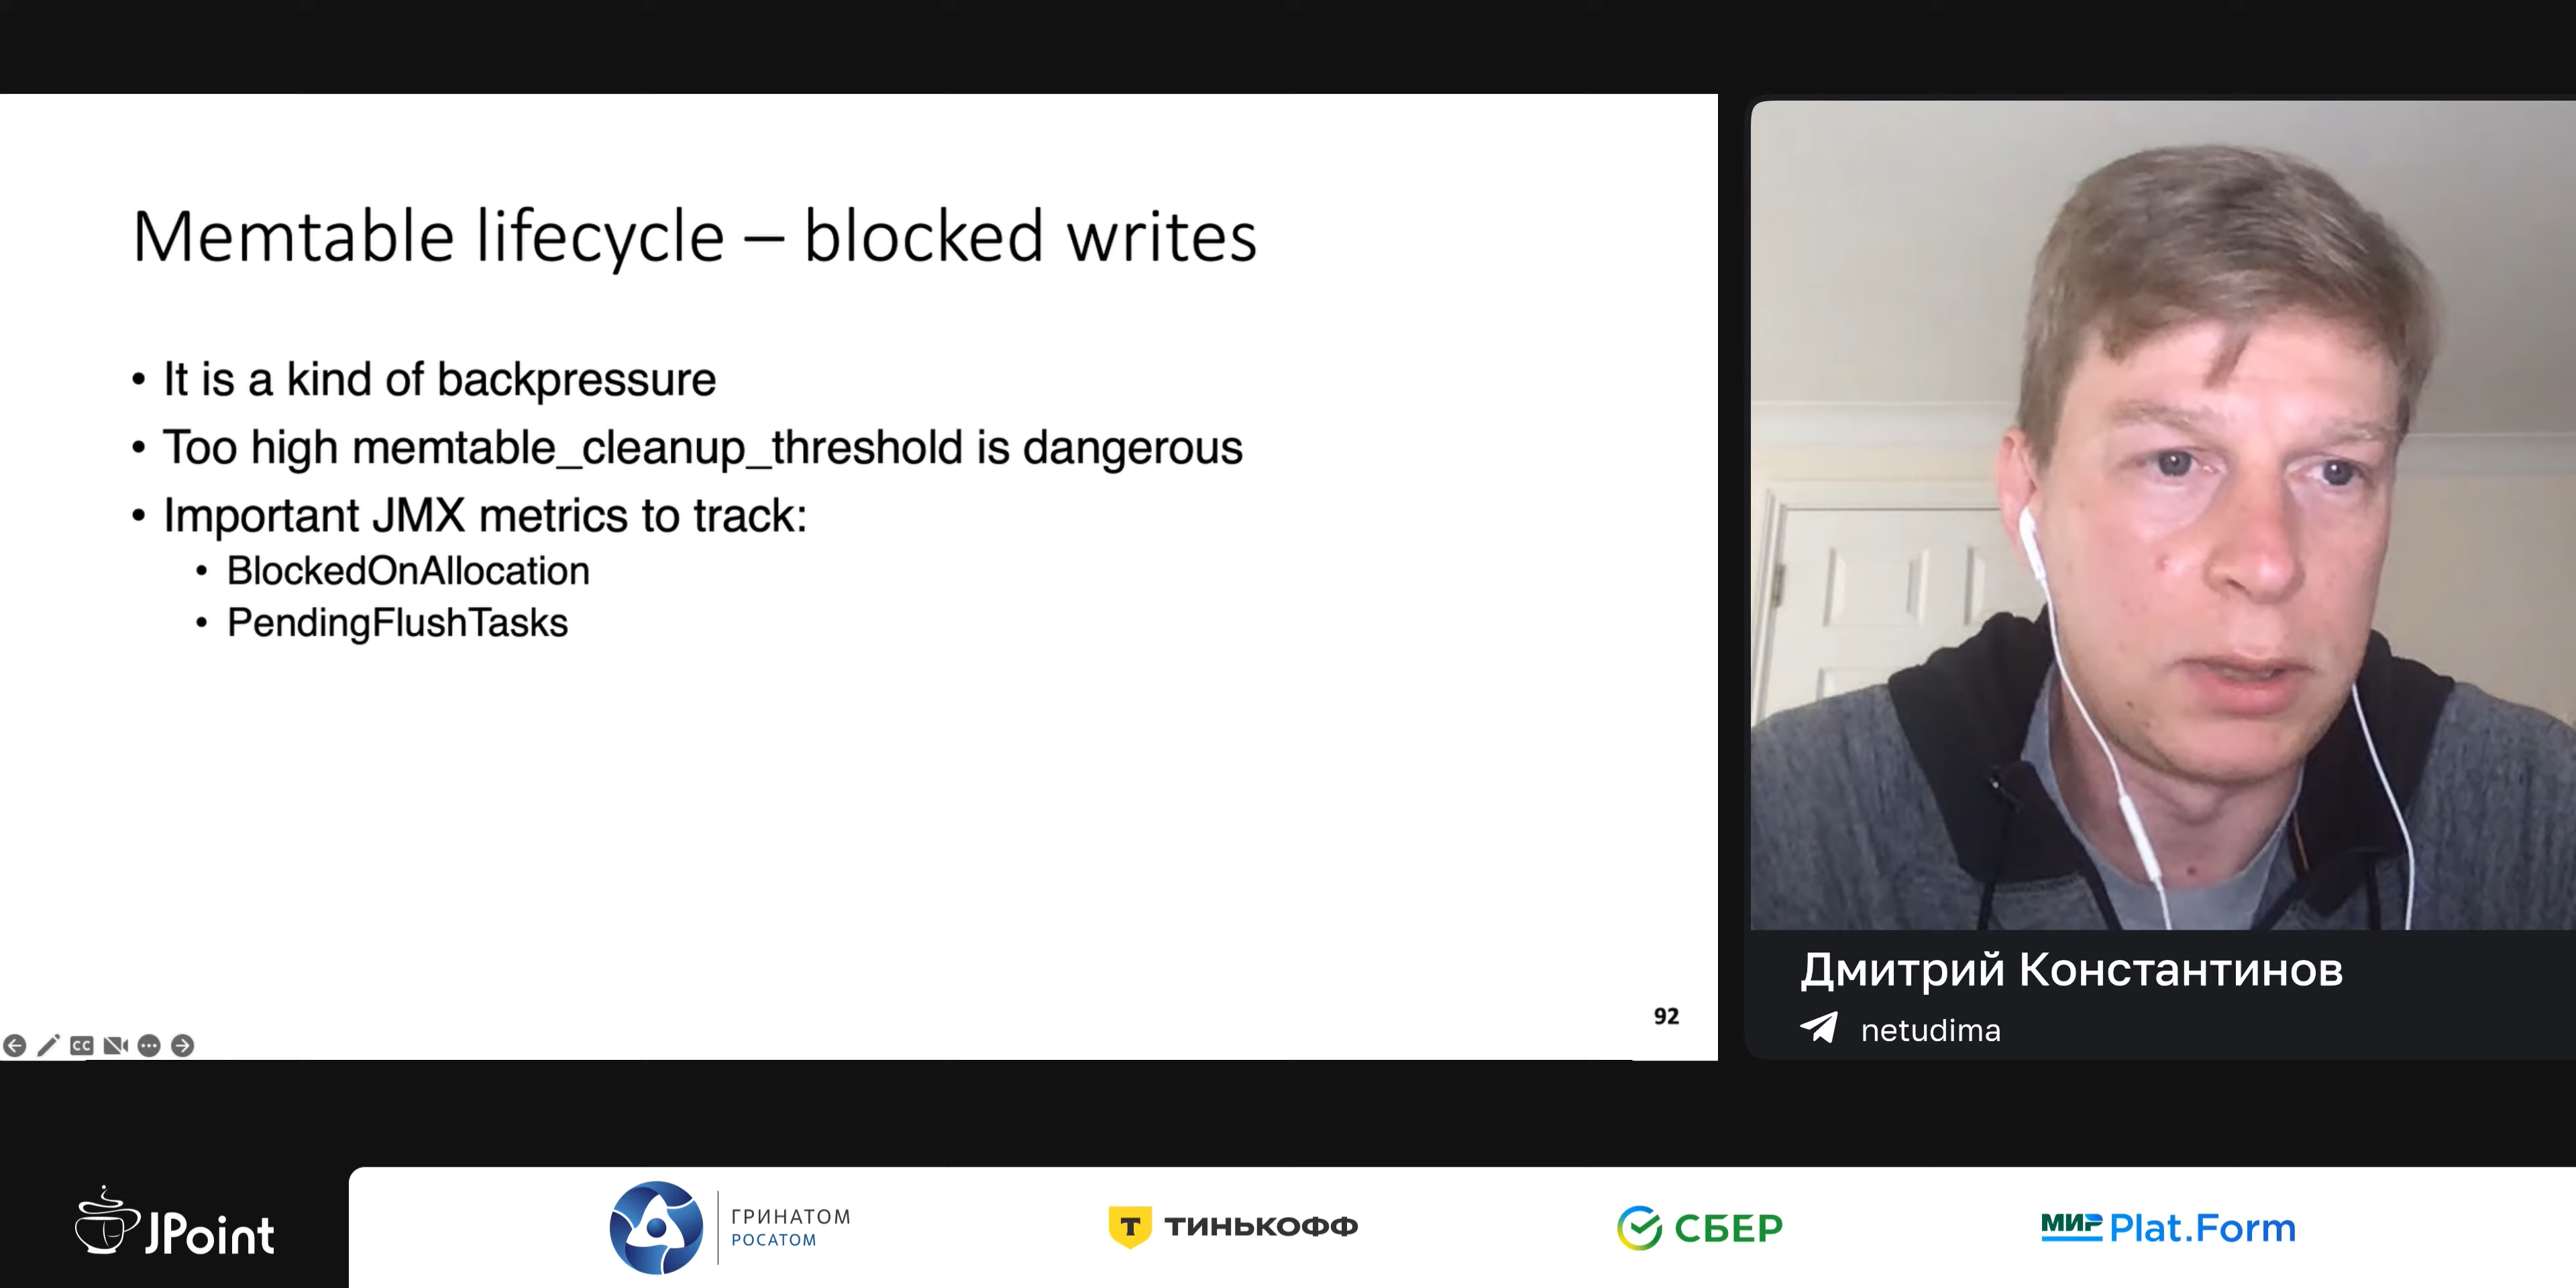 Memtable lifecycle – blocked writes
• It is a kind of backpressure
• Too high memtable_cleanup_threshold is dangerous
• Important JMX metrics to track:
• BlockedOnAllocation
• PendingFlushTasks
92
CC
Дмитрий Константинов
netudima
JPoint
ГРИНАТОМ
РОСАТОМ
Т ТИНЬКОФФ
СБЕР
МИР Plat.Form